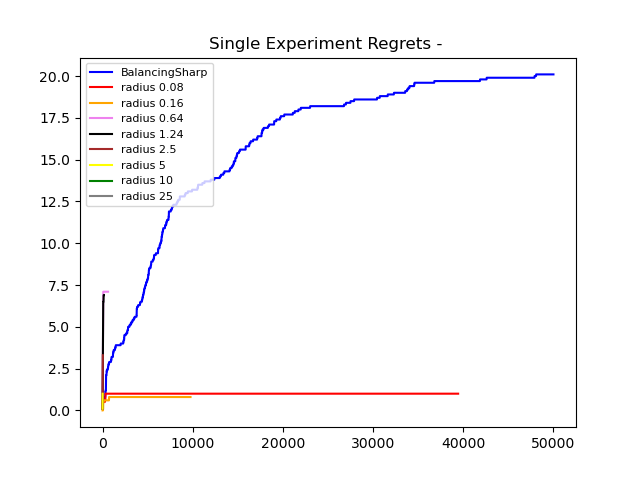 Single Experiment Regrets -
BalancingSharp
radius 0.08
radius 0.16
radius 0.64
radius 1.24
radius 2.5
radius 5
radius 10
radius 25
20.0
17.5
15.0
12.5
10.0
7.5
5.0
2.5
0.0
0 10000 20000 30000 40000 50000